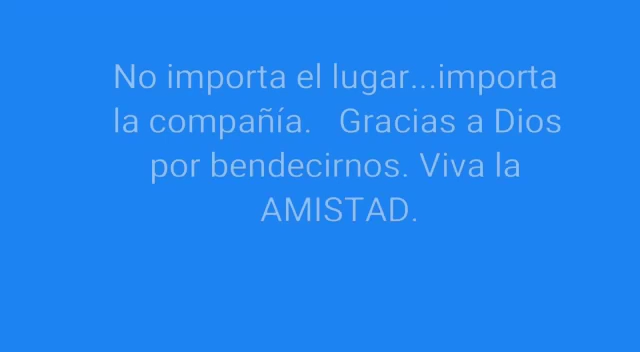 No importa el lugar...importa
la compañía.   Gracias a Dios
por bendecirnos. Viva la
AMISTAD.